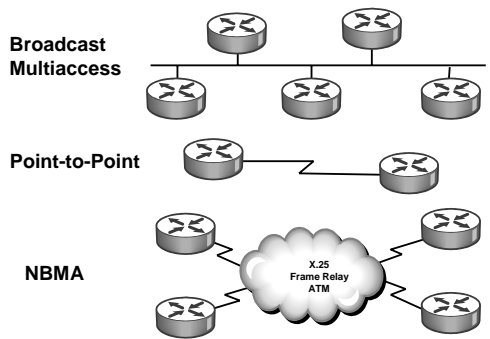 Broadcast
Multiaccess
Point-to-Point
NBMA
X.25
Frame Relay
ATM